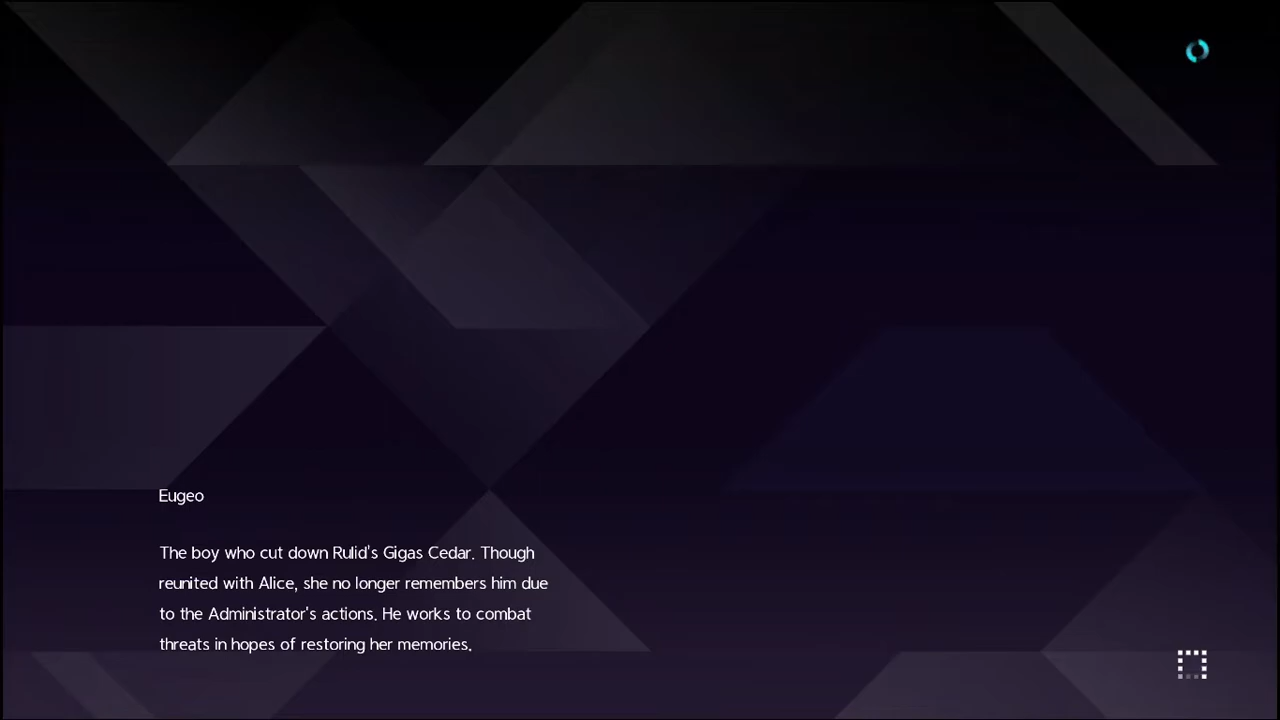 Eugeo
The boy who cut down Rulid's Gigas Cedar. Though
reunited with Alice, she no longer remembers him due
to the Administrator's actions. He works to combat
threats in hopes of restoring her memories.